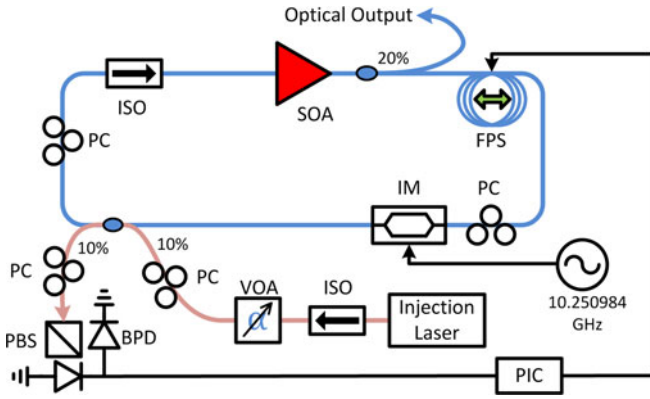 Optical Output
20%
ISO
SOA
FPS
PC
IM
PC
10%
10%
PC
PC
VOA
ISO
10.250984
GHz
α
Injection
Laser
PBS
BPD
PIC